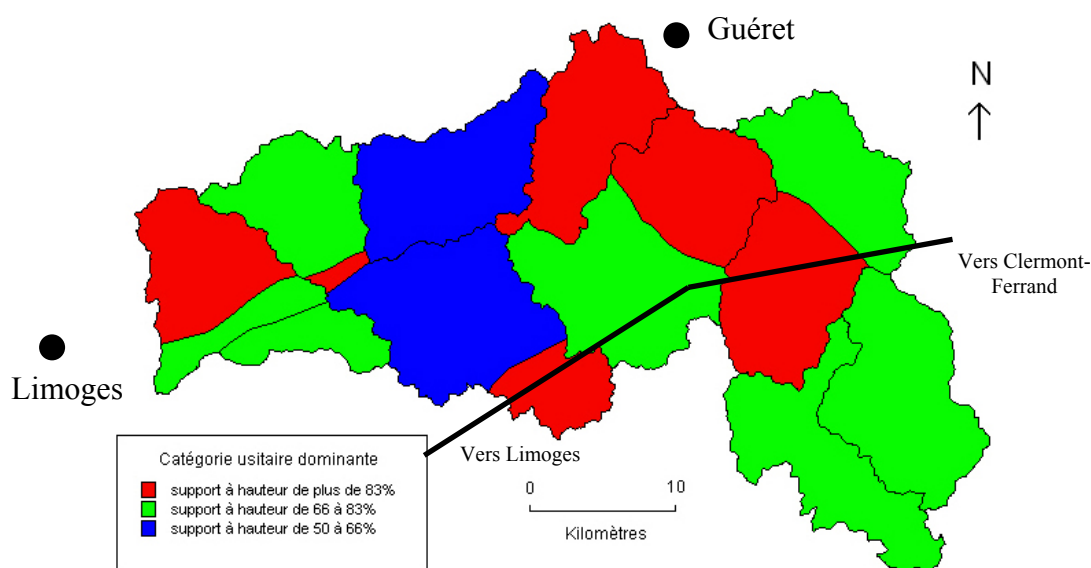 Guéret
N
Vers Clermont-
Ferrand
Limoges
Vers Limoges
Catégorie usitaire dominante
support à hauteur de plus de 83%
support à hauteur de 66 à 83%
support à hauteur de 50 à 66%
0 10
Kilomètres